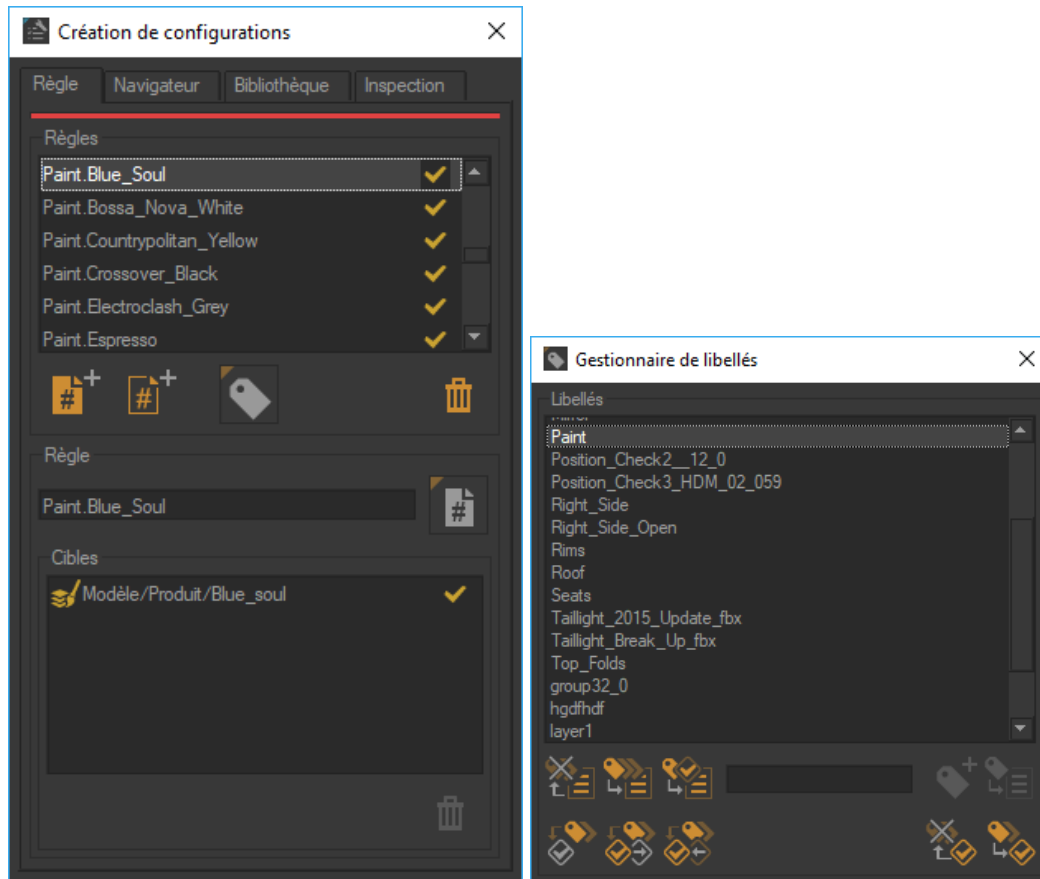 Création de configurations
Règle Navigateur Bibliothèque Inspection
Règles
Paint.Blue_Soul
Paint.Bossa_Nova_White
Paint.Countrypolitan_Yellow
Paint.Crossover_Black
Paint.Electroclash_Grey
Paint.Espresso
Règle
Paint.Blue_Soul
Cibles
Modèle/Produit/Blue_soul
Gestionnaire de libellés
Libellés
Paint
Position_Check2__12_0
Position_Check3_HDM_02_059
Right_Side
Right_Side_Open
Rims
Roof
Seats
Taillight_2015_Update_fbx
Taillight_Break_Up_fbx
Top_Folds
group32_0
hgdfhdf
layer1